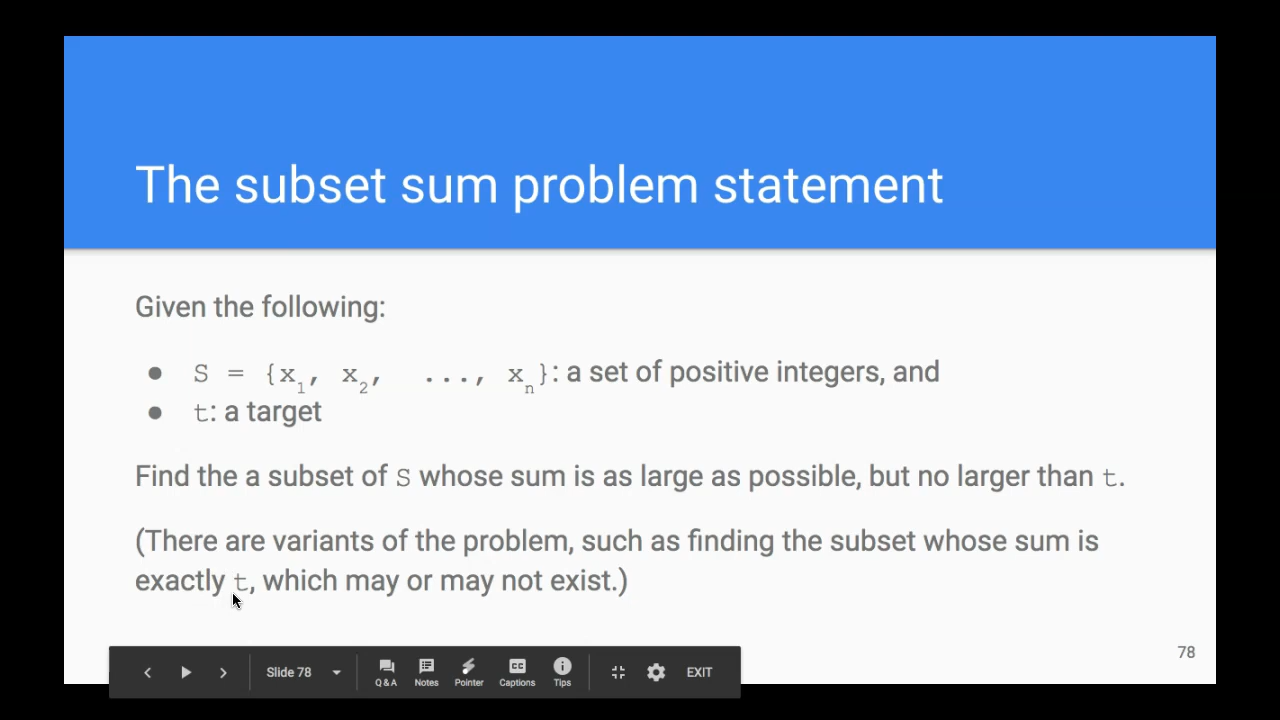 The subset sum problem statement
Given the following:
● S = {x1, x2, ..., xn}: a set of positive integers, and
● t: a target
Find the a subset of S whose sum is as large as possible, but no larger than t.
(There are variants of the problem, such as finding the subset whose sum is
exactly t, which may or may not exist.)
78
Slide 78
Q & A Notes Pointer CC Captions Tips EXIT